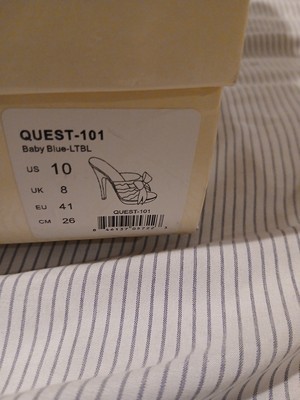 QUEST-101
Baby Blue-LTBL
US 10
UK 8
EU 41
CM 26
QUEST-101